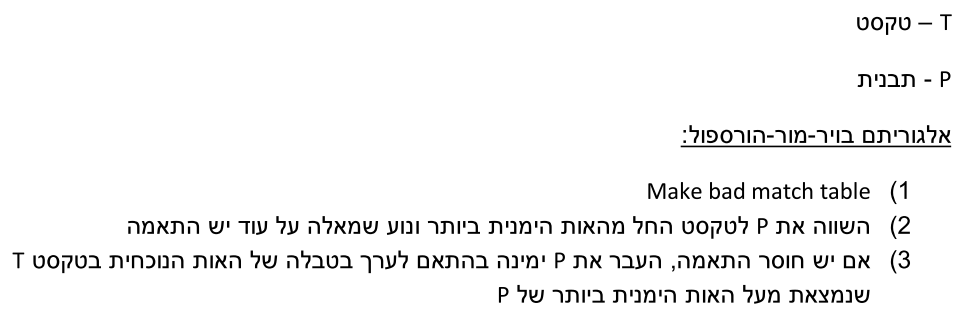 T – טקסט
P - תבנית
אלגוריתם בויר-מור-הורספול:
1) Make bad match table
2) השווה את P לטקסט החל מהאות הימנית ביותר ונוע שמאלה על עוד יש התאמה
3) אם יש חוסר התאמה, העבר את P ימינה בהתאם לערך בטבלה של האות הנוכחית בטקסט T
שנמצאת מעל האות הימנית ביותר של P